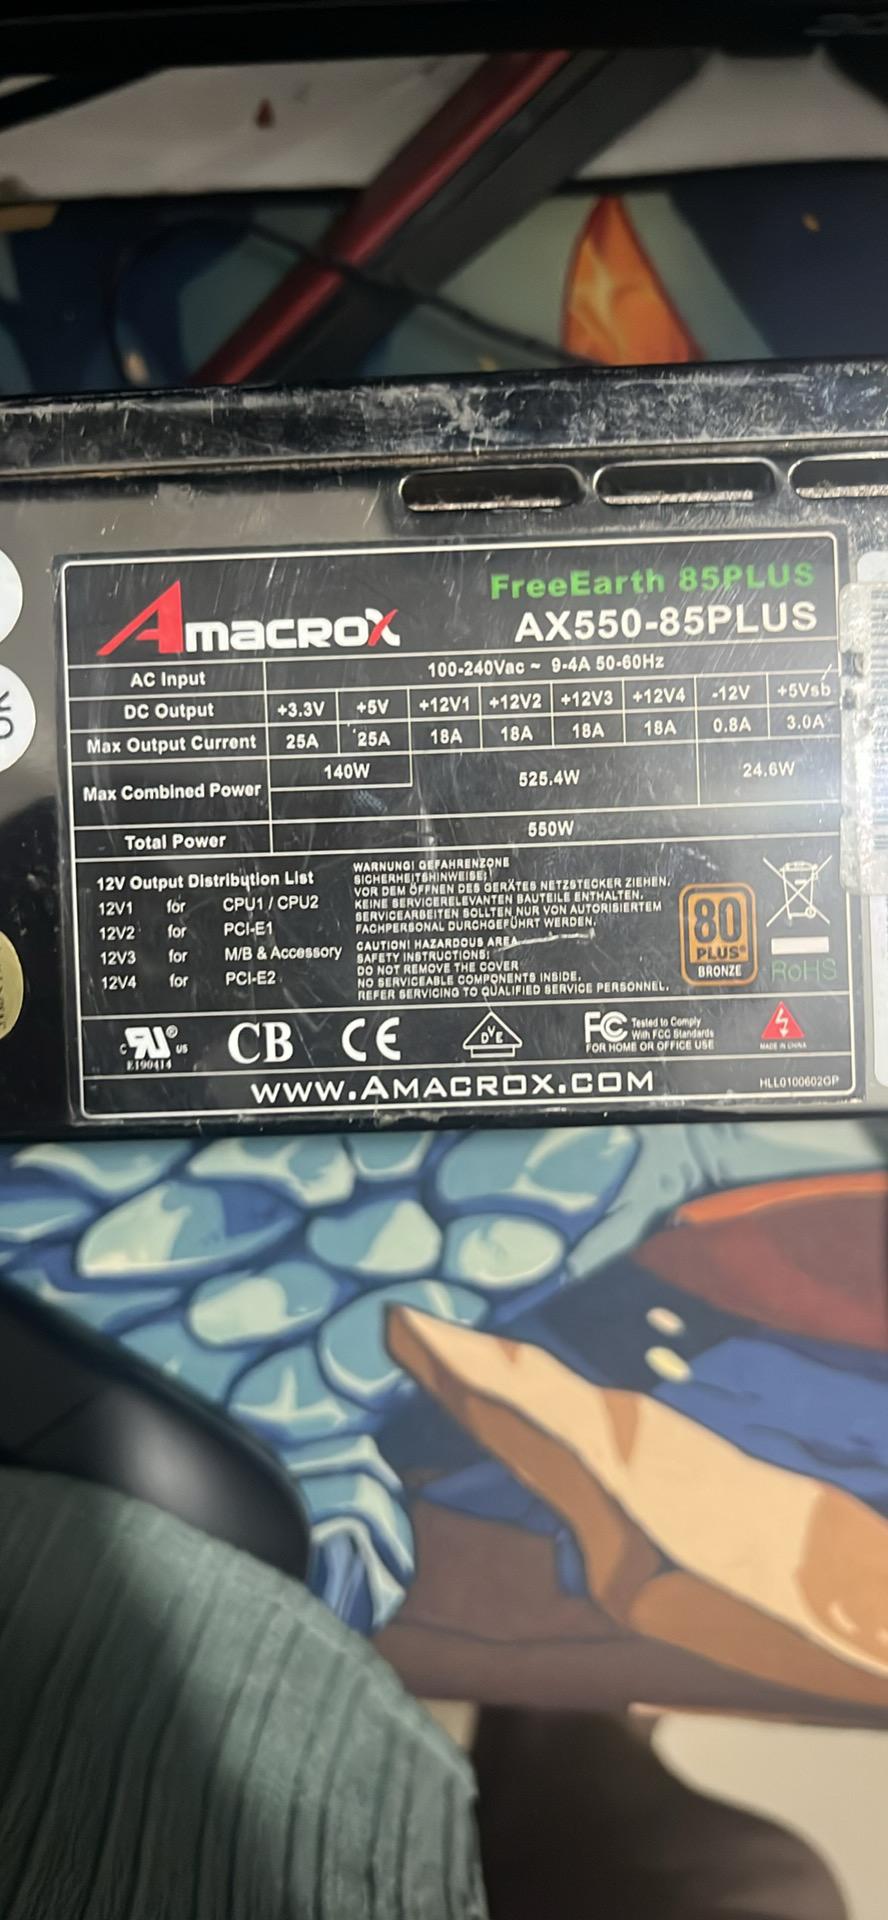 FreeEarth 85PLUS
AMACROX AX550-85PLUS
AC Input 100-240Vac ~ 9-4A 50-60Hz
DC Output +3.3V +5V +12V1 +12V2 +12V3 +12V4 -12V +5Vsb
Max Output Current 25A 25A 18A 18A 18A 18A 0.8A 3.0A
Max Combined Power 140W 525.4W 24.6W
Total Power 550W
12V Output Distribution List
12V1 for CPU1 / CPU2
12V2 for PCI-E1
12V3 for M/B & Accessory
12V4 for PCI-E2
WARNUNG! GEFAHRENZONE
SICHERHEITSHINWEISE:
VOR DEM ÖFFNEN DES GERÄTES NETZSTECKER ZIEHEN.
KEINE SERVICERELEVANTEN BAUTEILE ENTHALTEN.
SERVICEARBEITEN SOLLTEN NUR VON AUTORISIERTEM
FACHPERSONAL DURCHGEFÜHRT WERDEN.
CAUTION! HAZARDOUS AREA
SAFETY INSTRUCTIONS:
DO NOT REMOVE THE COVER
NO SERVICEABLE COMPONENTS INSIDE.
REFER SERVICING TO QUALIFIED SERVICE PERSONNEL.
80
PLUS®
BRONZE
RoHS
c RU ® US
E190414
CB
CE
DVE
FC Tested to Comply
With FCC Standards
FOR HOME OR OFFICE USE
MADE IN CHINA
WWW.AMACROX.COM
HLL0100602GP
OK